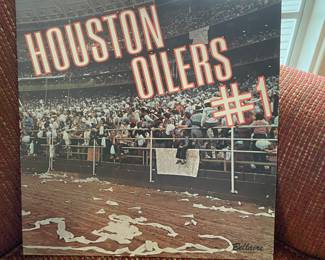 HOUSTON
OILERS
#1
Bellaire